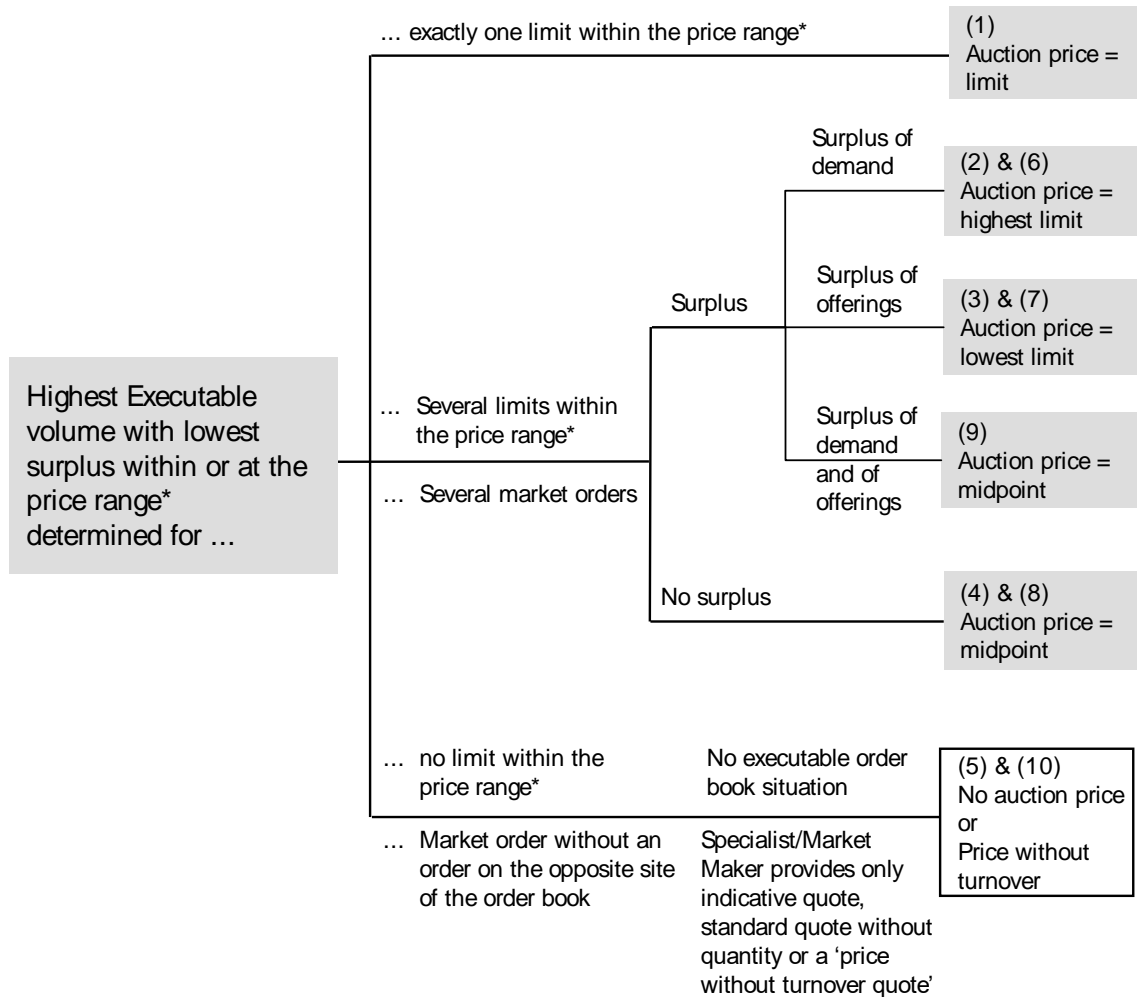 … exactly one limit within the price range*
(1)
Auction price =
limit
Surplus of
demand
(2) & (6)
Auction price =
highest limit
Surplus
Surplus of
offerings
(3) & (7)
Auction price =
lowest limit
Highest Executable
volume with lowest
surplus within or at the
price range*
determined for …
… Several limits within
the price range*
… Several market orders
Surplus of
demand
and of
offerings
(9)
Auction price =
midpoint
No surplus
(4) & (8)
Auction price =
midpoint
… no limit within the
price range*
No executable order
book situation
… Market order without an
order on the opposite site
of the order book
Specialist/Market
Maker provides only
indicative quote,
standard quote without
quantity or a ‘price
without turnover quote’
(5) & (10)
No auction price
or
Price without
turnover